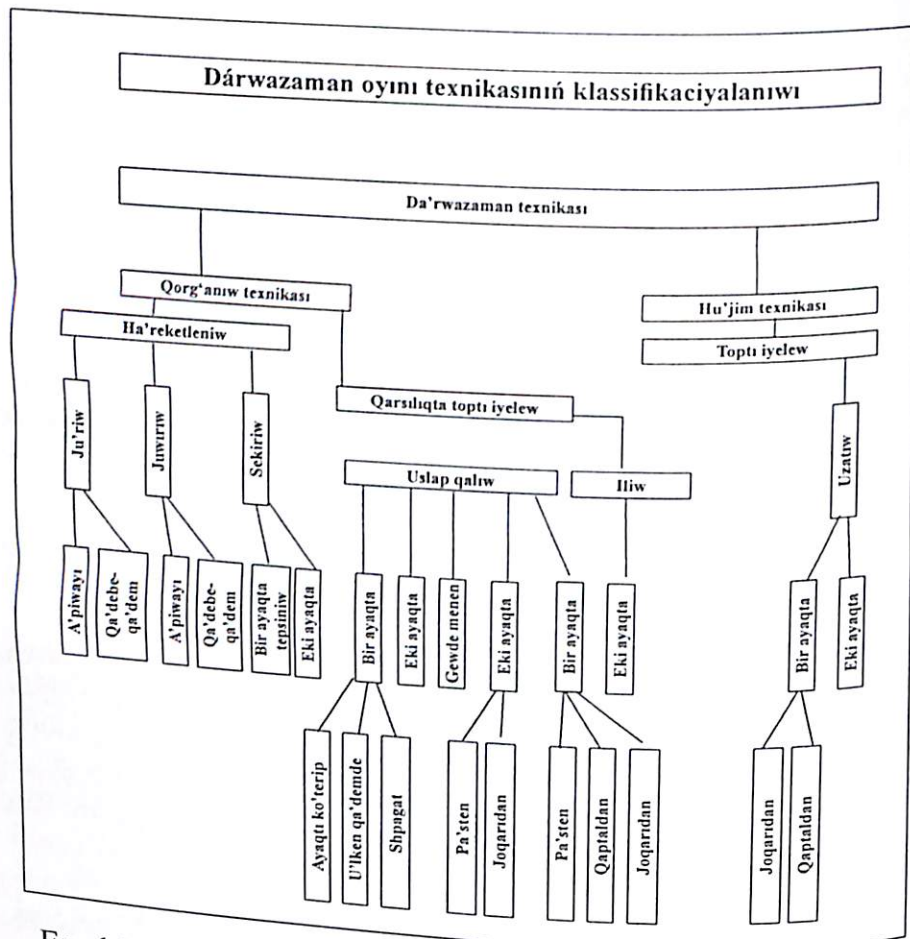 Dárwazaman oyını texnikasınıń klassifikaciyalanıwı
Da'rwazaman texnikası
Qorg'anıw texnikası
Hu'jim texnikası
Ha'reketleniw
Toptı iyelew
Qarsılıqta toptı iyelew
Ju'riw
Juwırıw
Sekiriw
Uslap qalıw
Iliw
Uzatıw
A'piwayı
Qa'debe-
qa'dem
A'piwayı
Qa'debe-
qa'dem
Bir ayaqta
tepsiniw
Eki ayaqta
Bir ayaqta
Eki ayaqta
Gewde menen
Eki ayaqta
Bir ayaqta
Eki ayaqta
Bir ayaqta
Eki ayaqta
Ayaqtı ko'terip
U'lken qa'demde
Shpagat
Pa'sten
Joqarıdan
Pa'sten
Qaptaldan
Joqarıdan
Joqarıdan
Qaptaldan